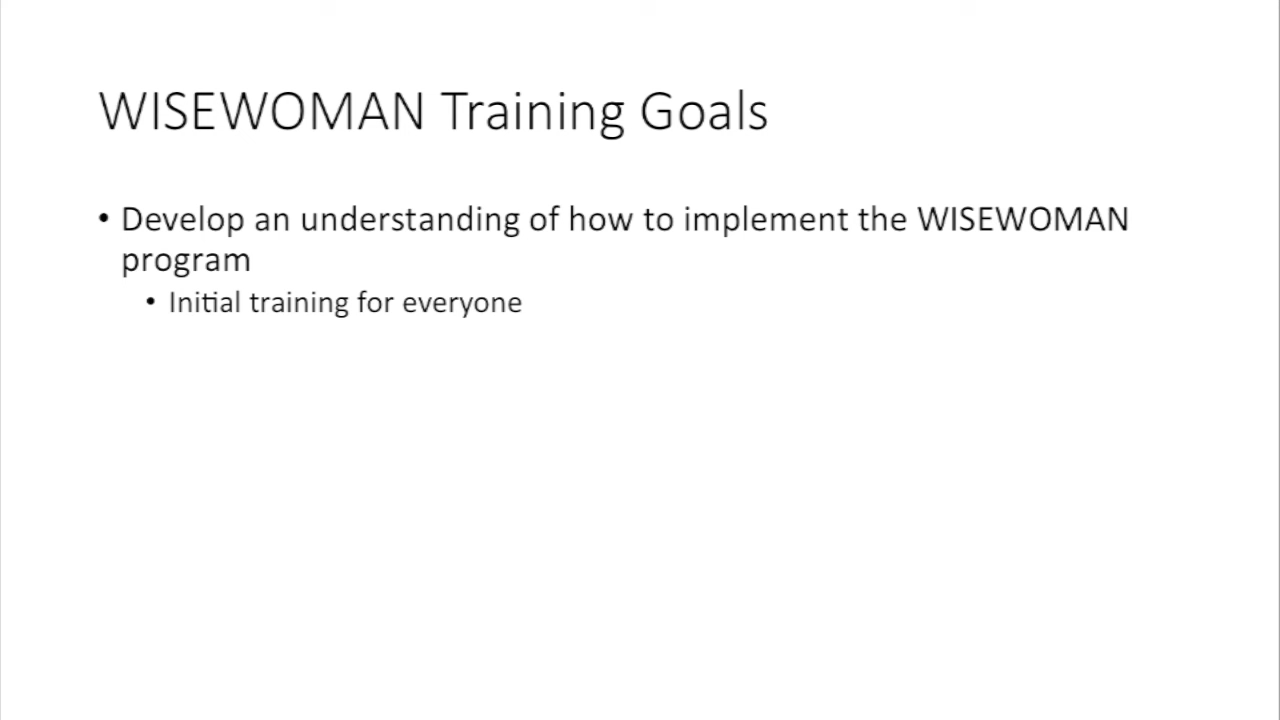 WISEWOMAN Training Goals
• Develop an understanding of how to implement the WISEWOMAN
program
• Initial training for everyone